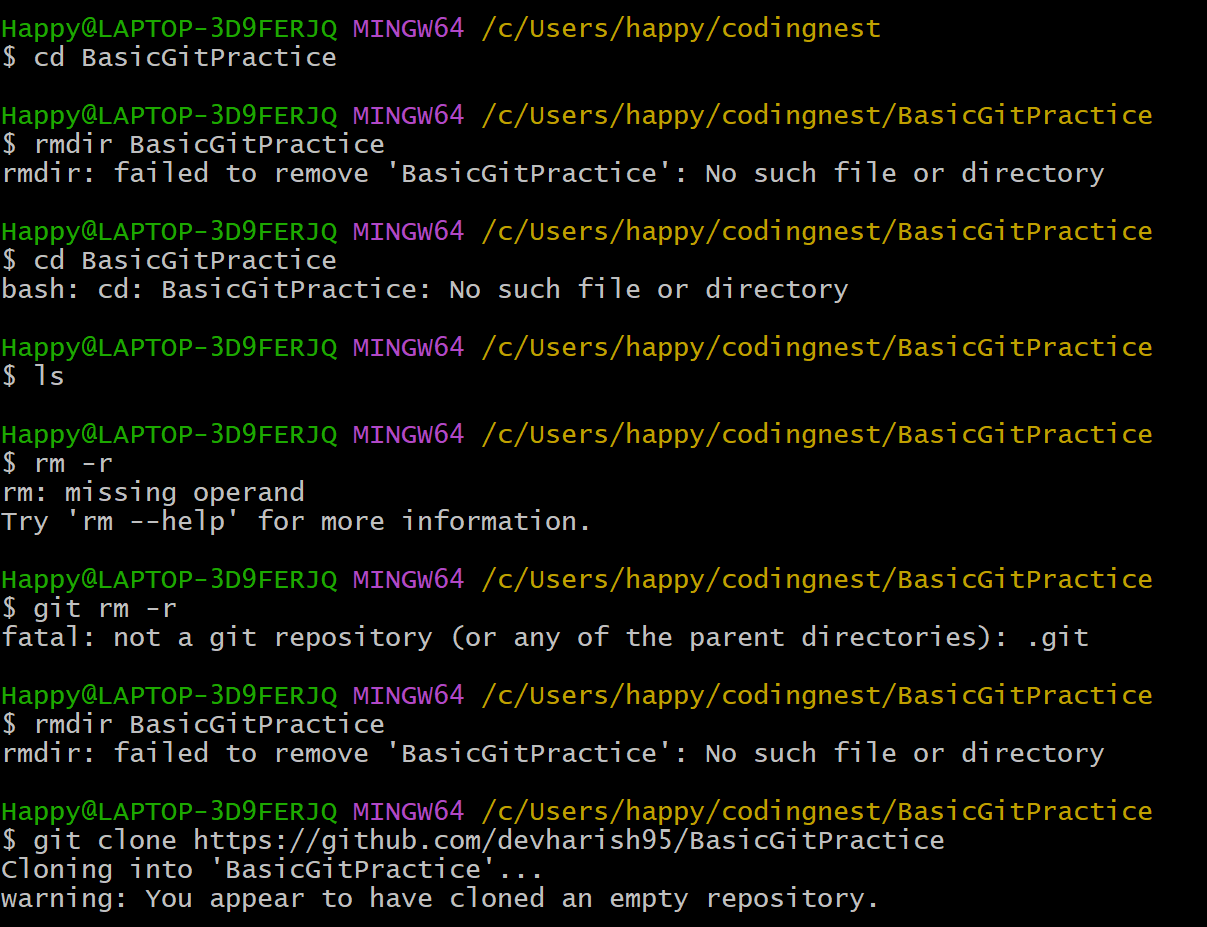 Happy@LAPTOP-3D9FERJQ MINGW64 /c/Users/happy/codingnest
$ cd BasicGitPractice
Happy@LAPTOP-3D9FERJQ MINGW64 /c/Users/happy/codingnest/BasicGitPractice
$ rmdir BasicGitPractice
rmdir: failed to remove 'BasicGitPractice': No such file or directory
Happy@LAPTOP-3D9FERJQ MINGW64 /c/Users/happy/codingnest/BasicGitPractice
$ cd BasicGitPractice
bash: cd: BasicGitPractice: No such file or directory
Happy@LAPTOP-3D9FERJQ MINGW64 /c/Users/happy/codingnest/BasicGitPractice
$ ls
Happy@LAPTOP-3D9FERJQ MINGW64 /c/Users/happy/codingnest/BasicGitPractice
$ rm -r
rm: missing operand
Try 'rm --help' for more information.
Happy@LAPTOP-3D9FERJQ MINGW64 /c/Users/happy/codingnest/BasicGitPractice
$ git rm -r
fatal: not a git repository (or any of the parent directories): .git
Happy@LAPTOP-3D9FERJQ MINGW64 /c/Users/happy/codingnest/BasicGitPractice
$ rmdir BasicGitPractice
rmdir: failed to remove 'BasicGitPractice': No such file or directory
Happy@LAPTOP-3D9FERJQ MINGW64 /c/Users/happy/codingnest/BasicGitPractice
$ git clone https://github.com/devharish95/BasicGitPractice
Cloning into 'BasicGitPractice'...
warning: You appear to have cloned an empty repository.